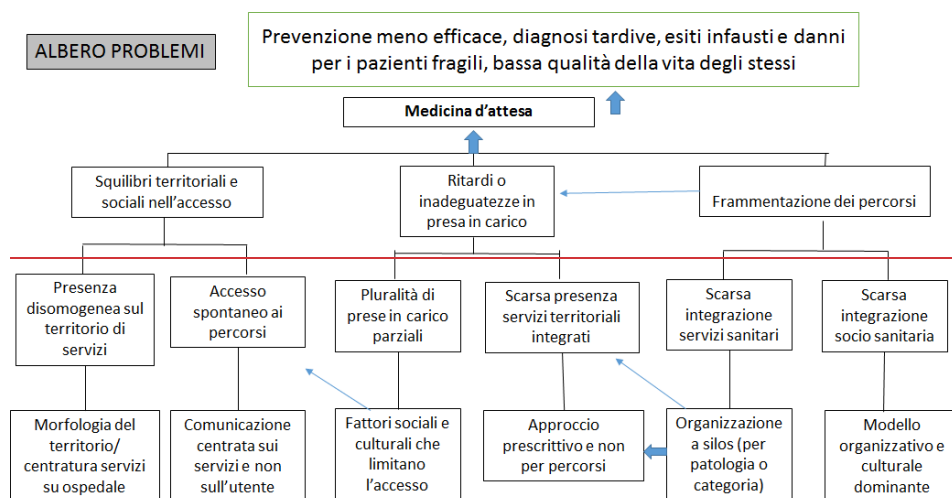 ALBERO PROBLEMI
Prevenzione meno efficace, diagnosi tardive, esiti infausti e danni
per i pazienti fragili, bassa qualità della vita degli stessi
Medicina d'attesa
Squilibri territoriali e
sociali nell'accesso
Ritardi o
inadeguatezze in
presa in carico
Frammentazione dei percorsi
Presenza
disomogenea sul
territorio di
servizi
Accesso
spontaneo ai
percorsi
Pluralità di
prese in carico
parziali
Scarsa presenza
servizi territoriali
integrati
Scarsa
integrazione
servizi sanitari
Scarsa
integrazione
socio sanitaria
Morfologia del
territorio/
centratura servizi
su ospedale
Comunicazione
centrata sui
servizi e non
sull'utente
Fattori sociali e
culturali che
limitano
l'accesso
Approccio
prescrittivo e non
per percorsi
Organizzazione
a silos (per
patologia o
categoria)
Modello
organizzativo e
culturale
dominante